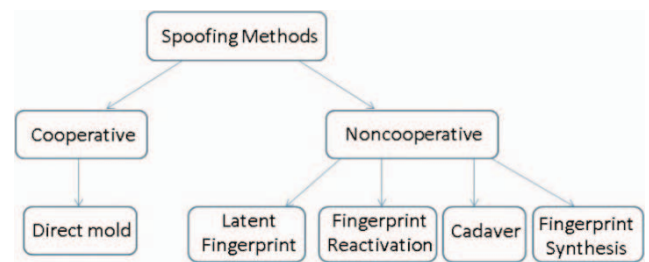 Spoofing Methods
Cooperative
Noncooperative
Direct mold
Latent
Fingerprint
Fingerprint
Reactivation
Cadaver
Fingerprint
Synthesis